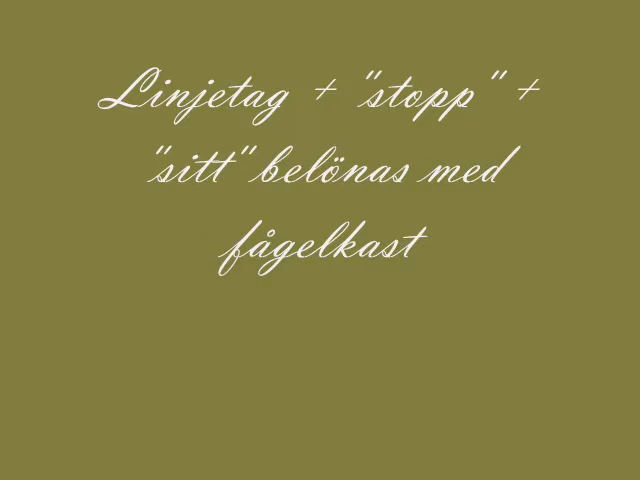 Linjetag + "stopp" +
"sitt" belönas med
fågelkast